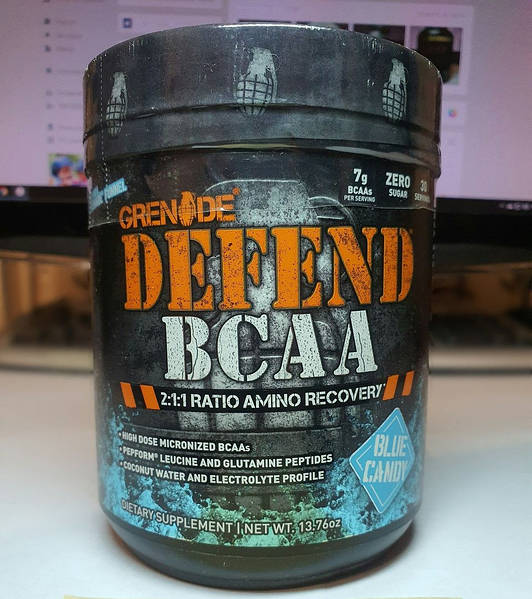 7g
BCAAs
PER SERVING
ZERO
SUGAR
30
SERVINGS
GRENADE®
DEFEND
BCAA
2:1:1 RATIO AMINO RECOVERY*
• HIGH DOSE MICRONIZED BCAAs
• PEPFORM® LEUCINE AND GLUTAMINE PEPTIDES
• COCONUT WATER AND ELECTROLYTE PROFILE
BLUE
CANDY
DIETARY SUPPLEMENT | NET WT. 13.76oz